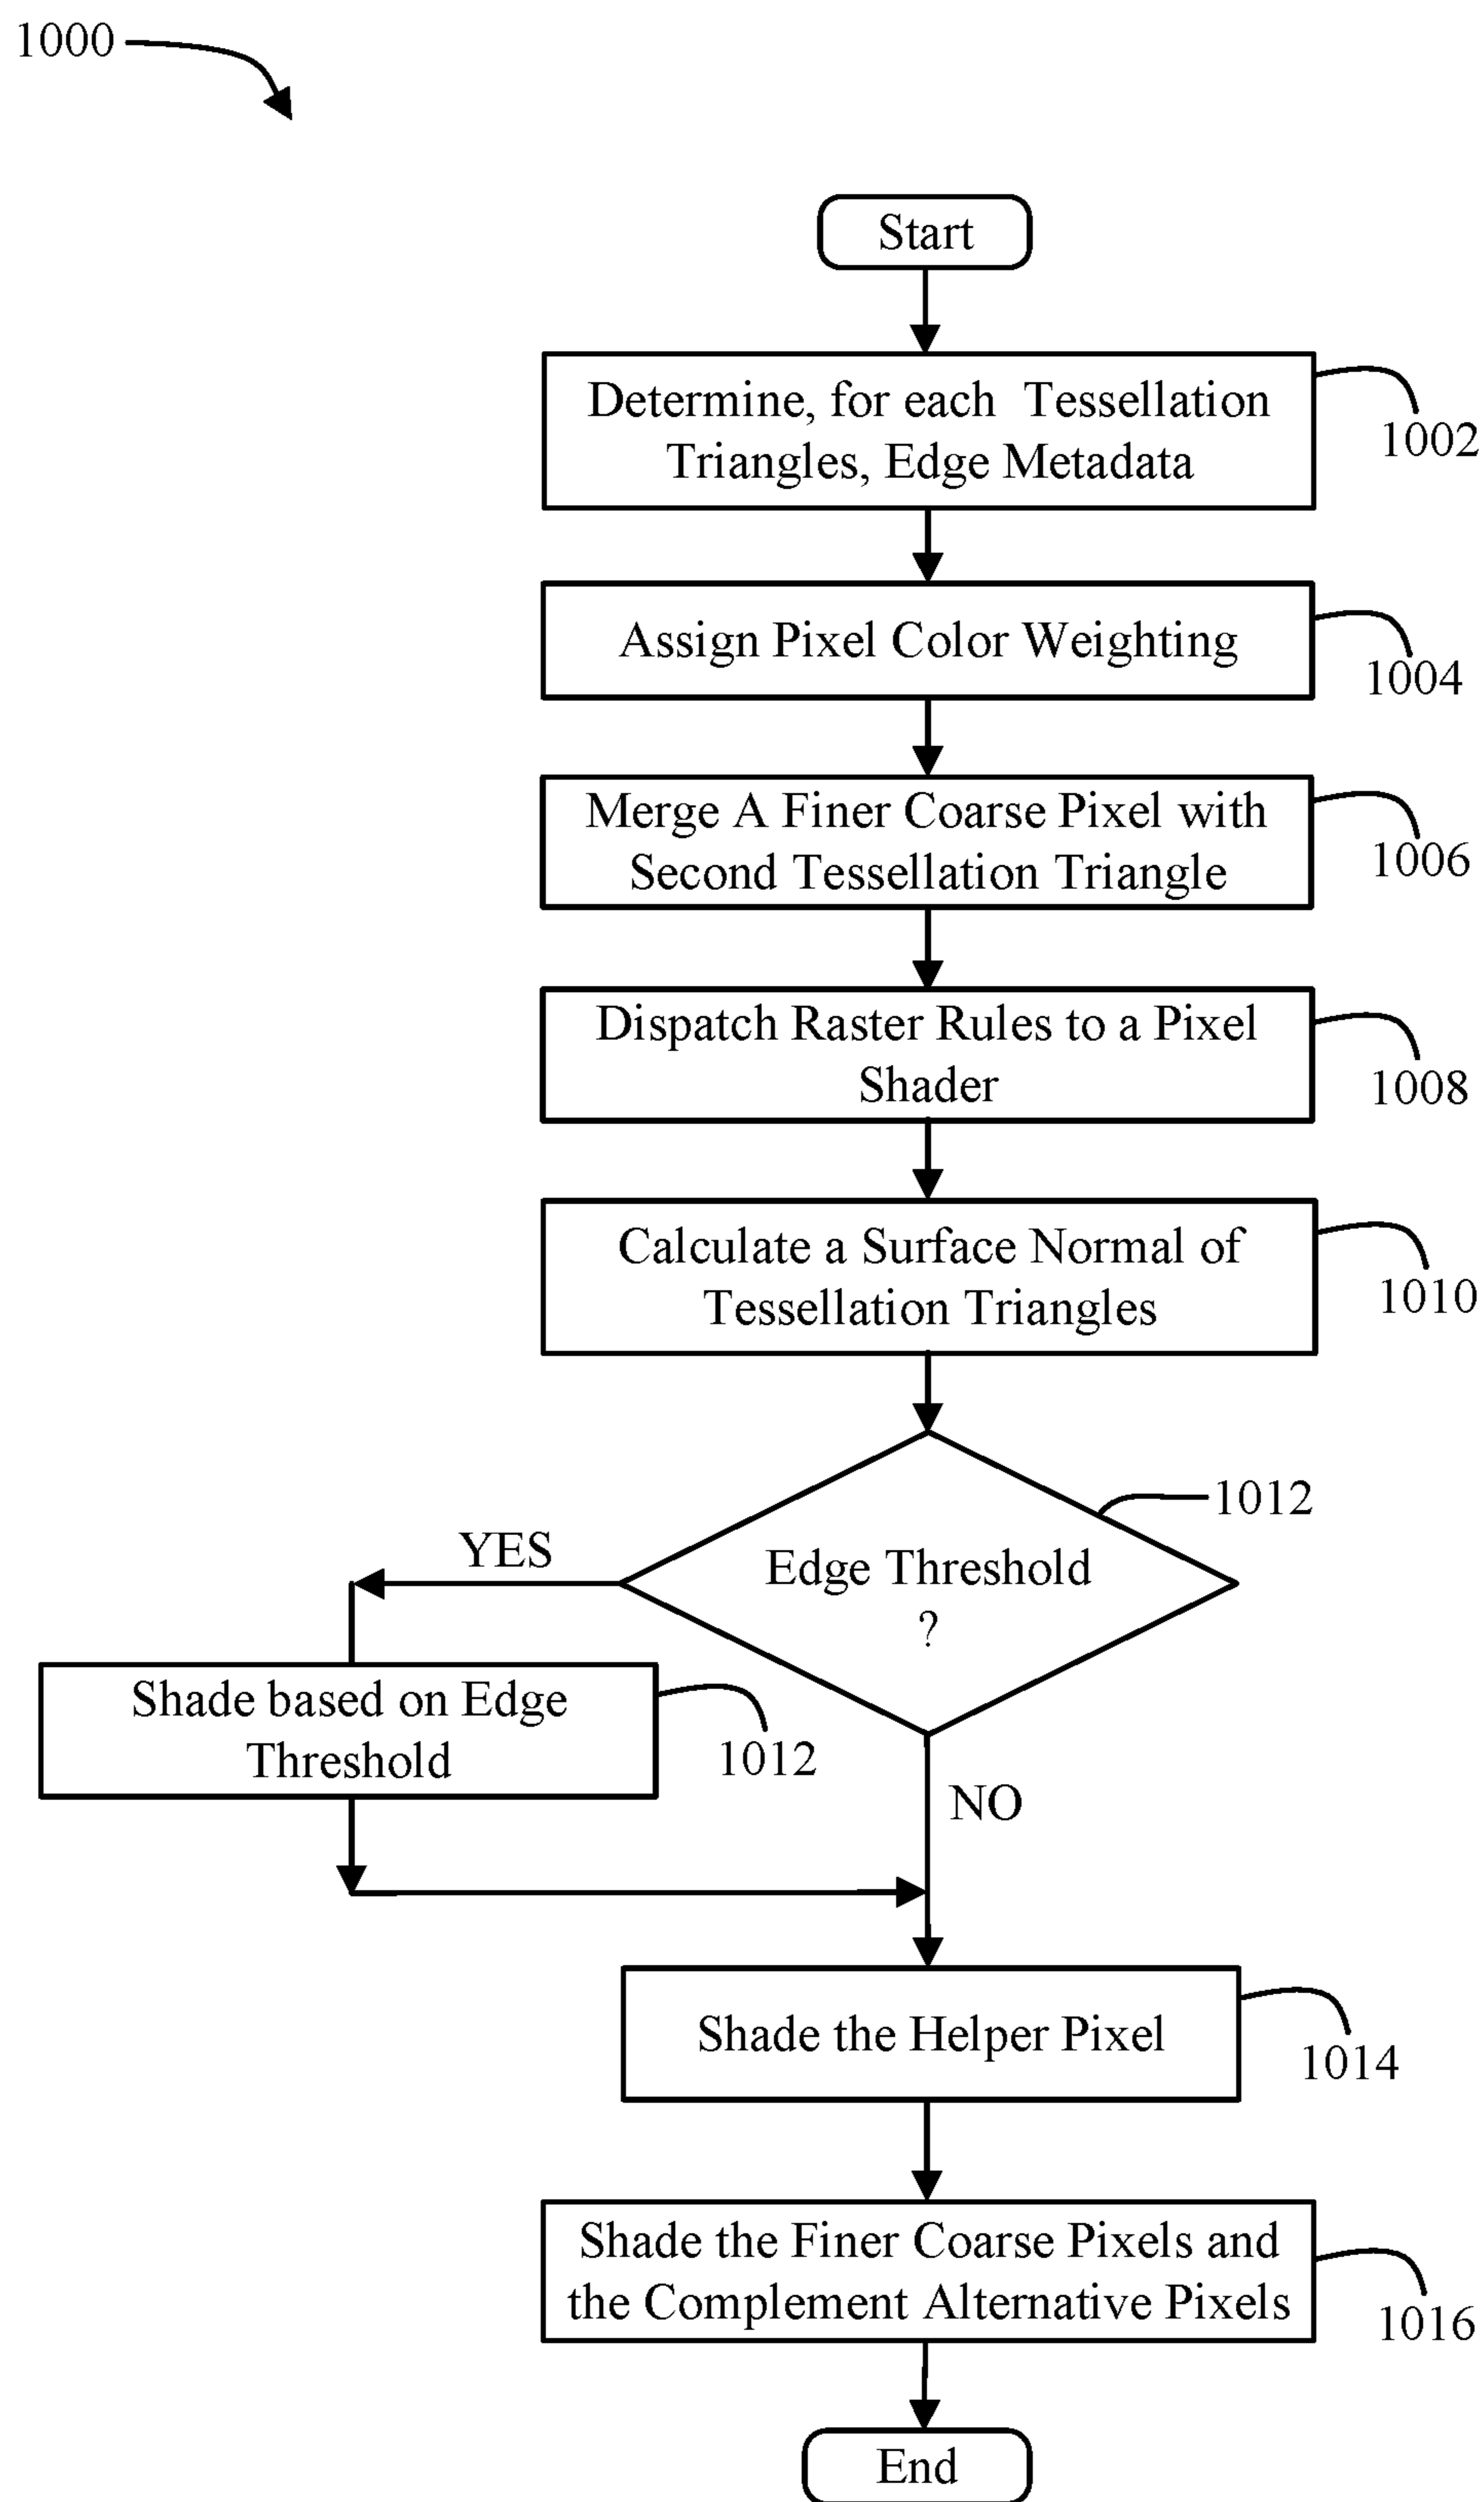 1000
Start
Determine, for each Tessellation
Triangles, Edge Metadata
1002
Assign Pixel Color Weighting
1004
Merge A Finer Coarse Pixel with
Second Tessellation Triangle
1006
Dispatch Raster Rules to a Pixel
Shader
1008
Calculate a Surface Normal of
Tessellation Triangles
1010
1012
Edge Threshold
?
YES
Shade based on Edge
Threshold
1012
NO
Shade the Helper Pixel
1014
Shade the Finer Coarse Pixels and
the Complement Alternative Pixels
1016
End